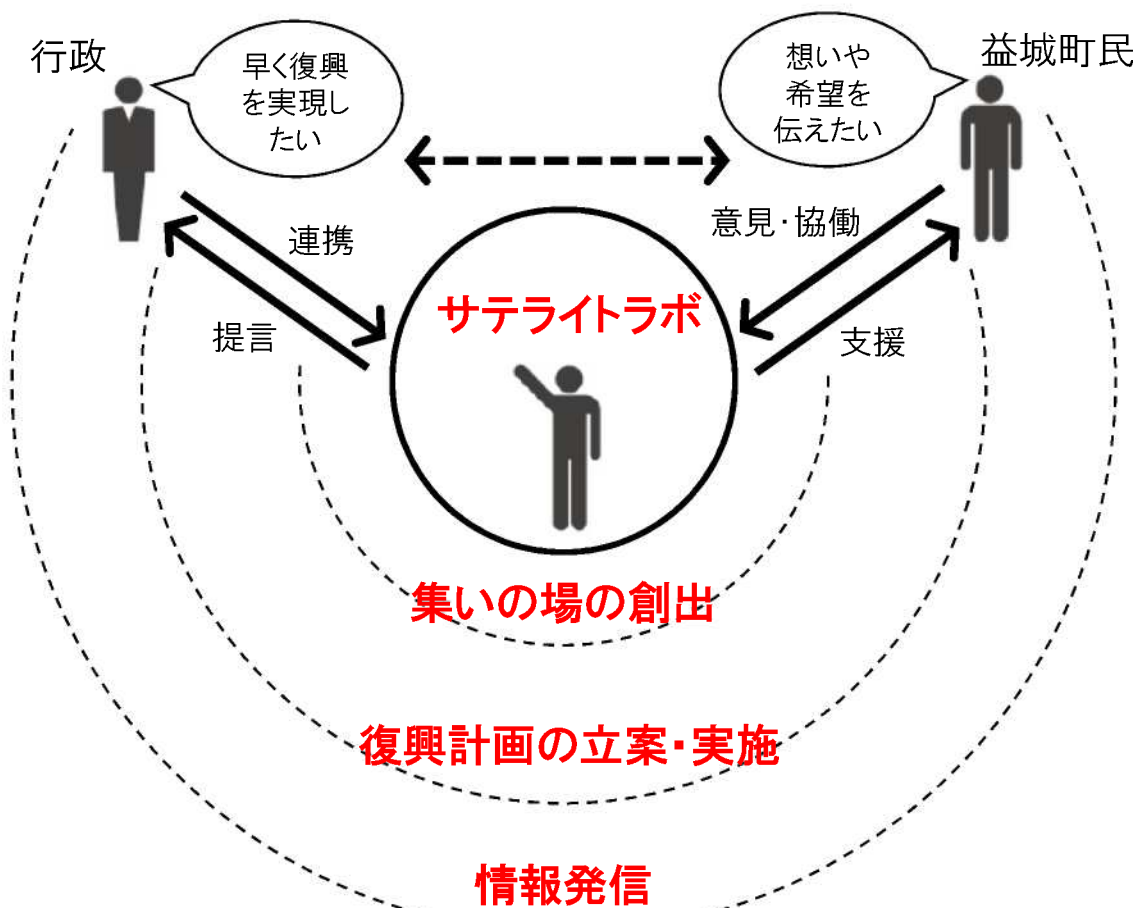 行政
早く復興
を実現し
たい
想いや
希望を
伝えたい
益城町民
連携
提言
意見・協働
支援
サテライトラボ
集いの場の創出
復興計画の立案・実施
情報発信